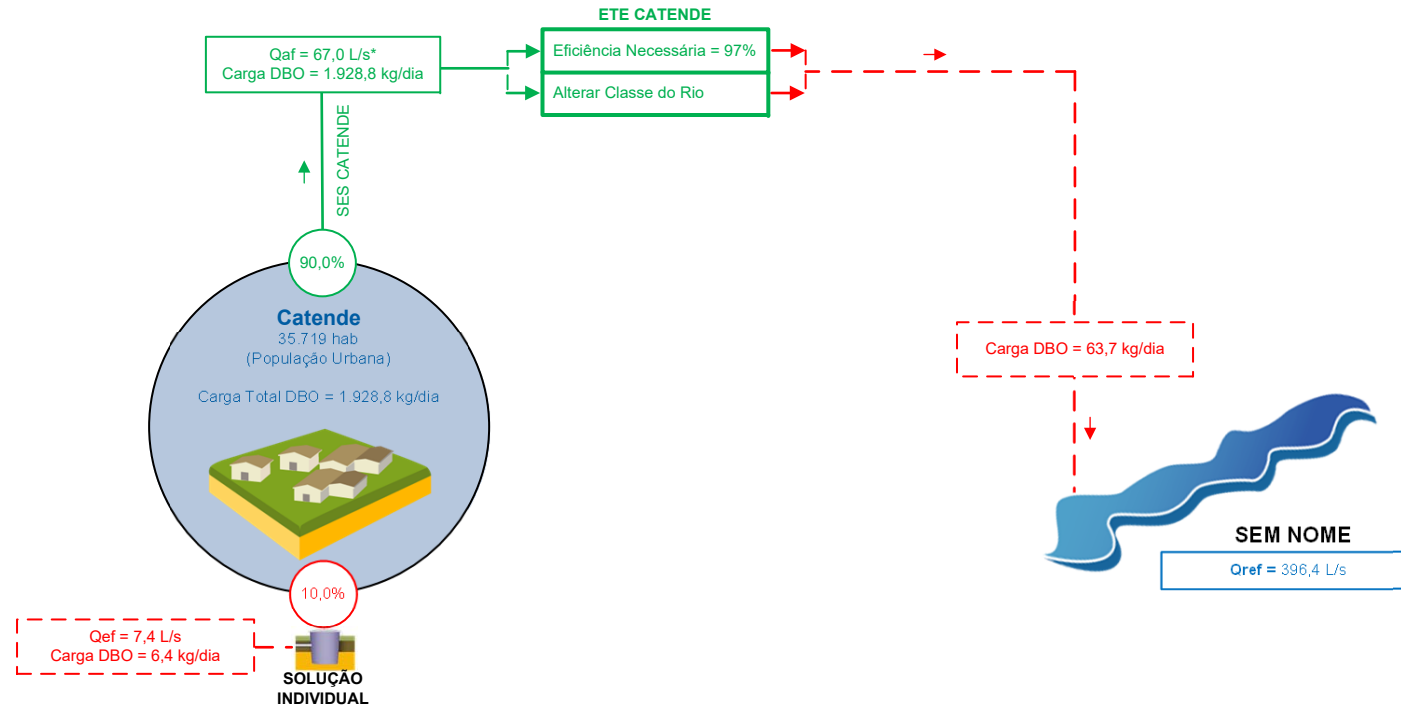 ETE CATENDE
Qaf = 67,0 L/s*
Carga DBO = 1.928,8 kg/dia
Eficiência Necessária = 97%
Alterar Classe do Rio
SES CATENDE
90,0%
Catende
35.719 hab
(População Urbana)
Carga Total DBO = 1.928,8 kg/dia
Carga DBO = 63,7 kg/dia
SEM NOME
Qref = 396,4 L/s
10,0%
Qef = 7,4 L/s
Carga DBO = 6,4 kg/dia
SOLUÇÃO
INDIVIDUAL